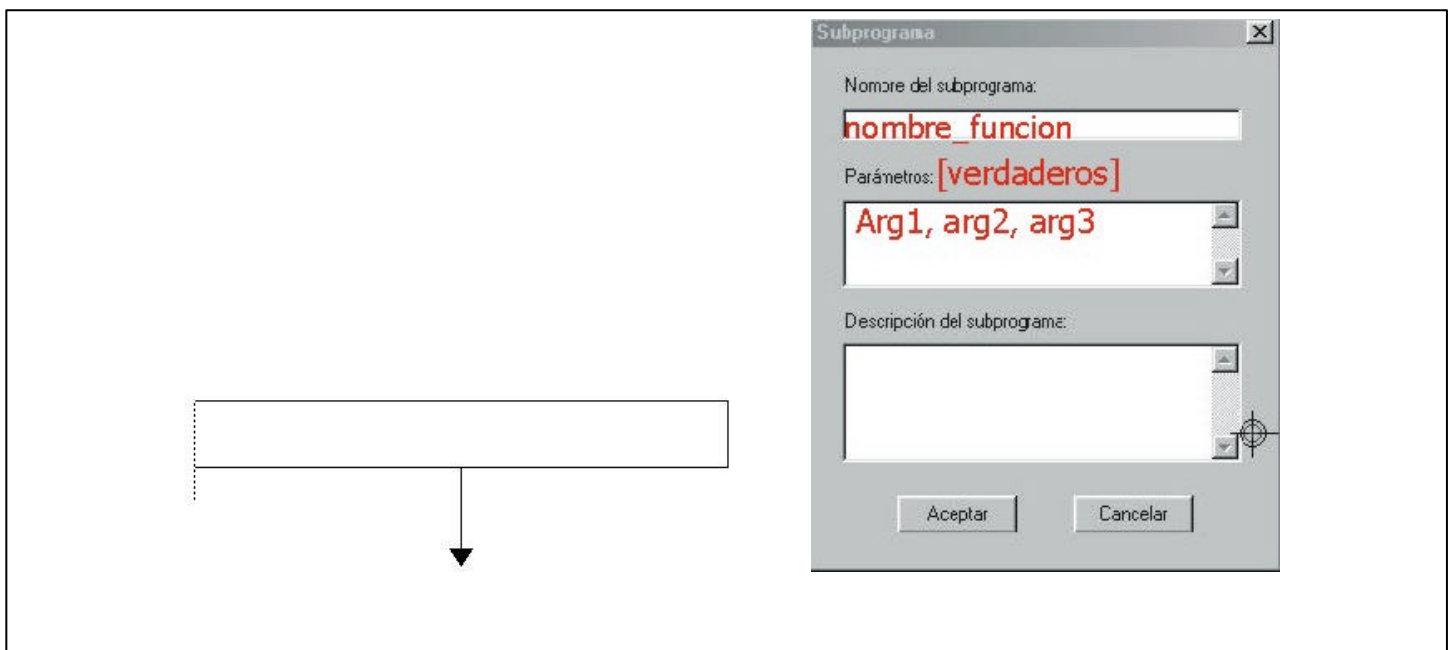 Subprograma
Nombre del subprograma:
nombre_funcion
Parámetros: [verdaderos]
Arg1, arg2, arg3
Descripción del subprograma:
Aceptar Cancelar